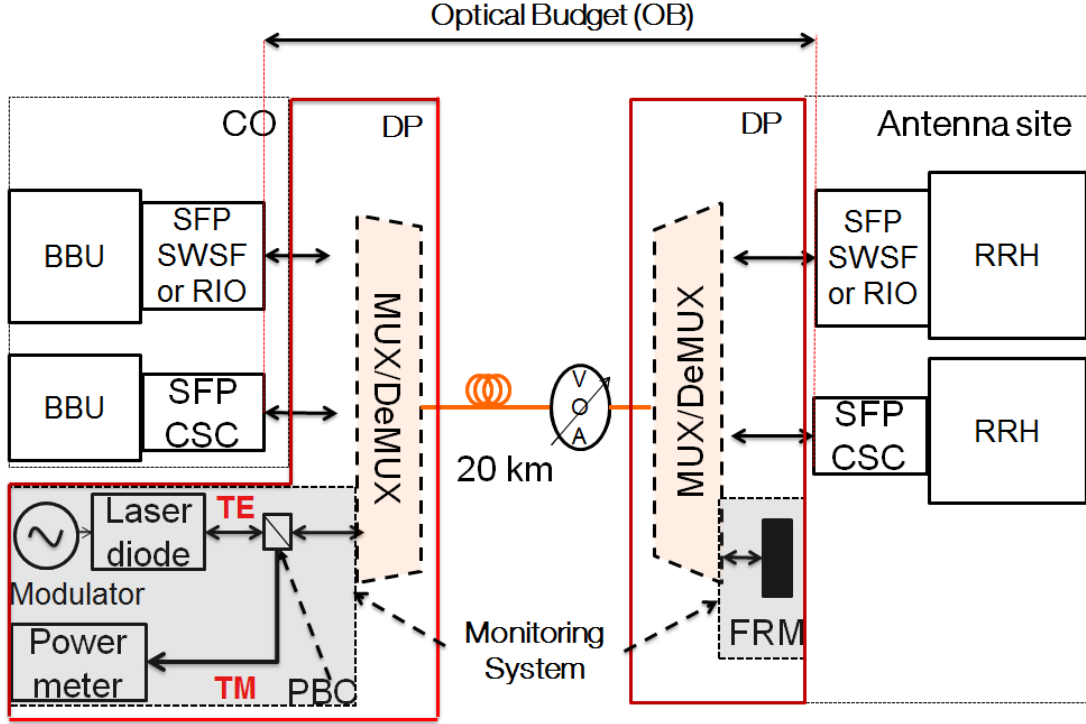 Optical Budget (OB)
CO
DP
DP
Antenna site
BBU
SFP
SWSF
or RIO
SFP
SWSF
or RIO
RRH
MUX/DeMUX
MUX/DeMUX
BBU
SFP
CSC
V
O
A
20 km
SFP
CSC
RRH
Laser
diode
TE
Modulator
Power
meter
TM
PBC
Monitoring
System
FRM